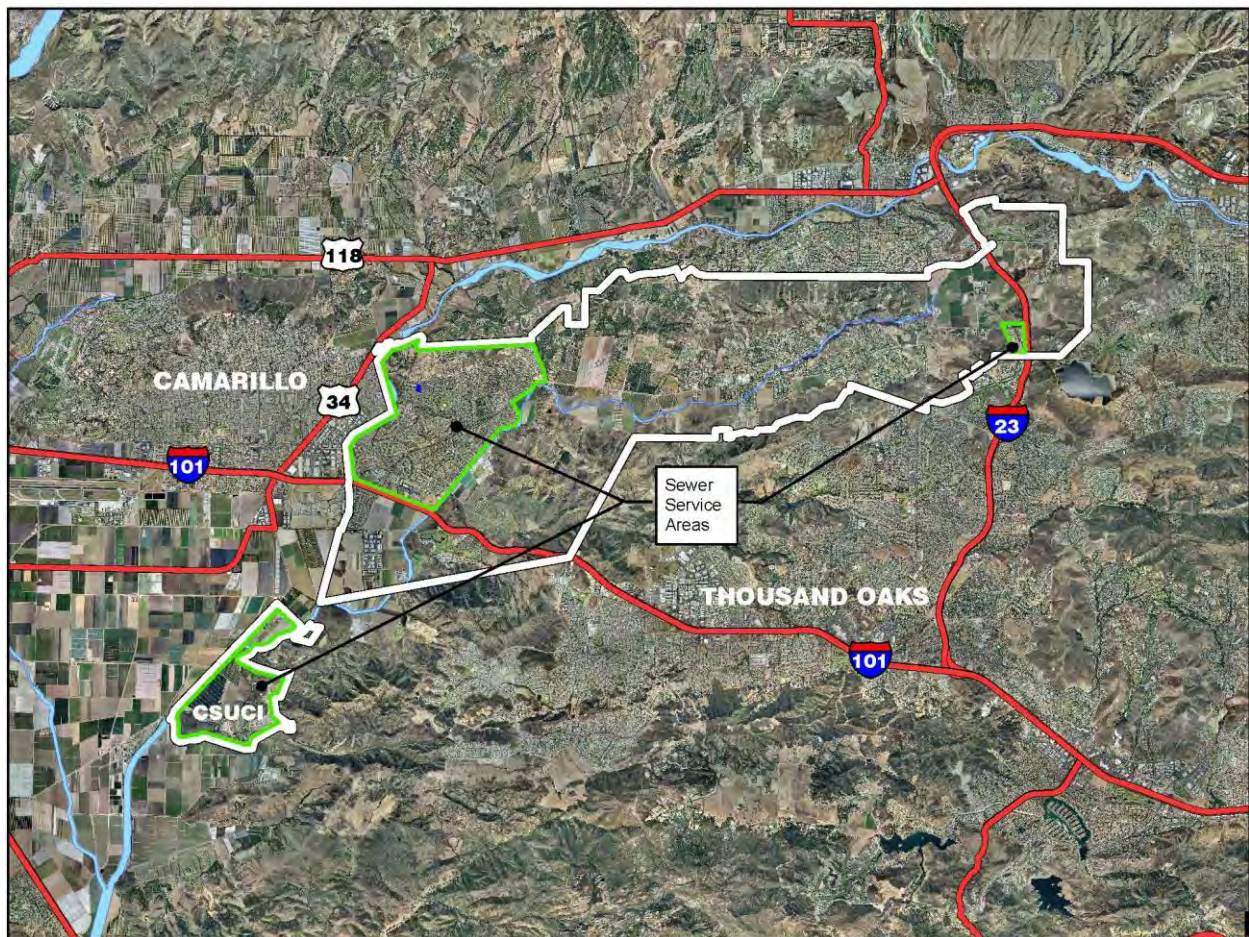 118
CAMARILLO
34
23
101
Sewer
Service
Areas
THOUSAND OAKS
101
CSUCI